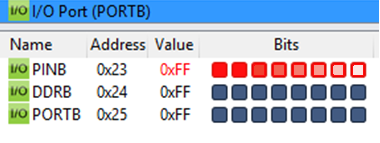 I/O I/O Port (PORTB)
Name Address Value Bits
I/O PINB 0x23 0xFF
I/O DDRB 0x24 0xFF
I/O PORTB 0x25 0xFF